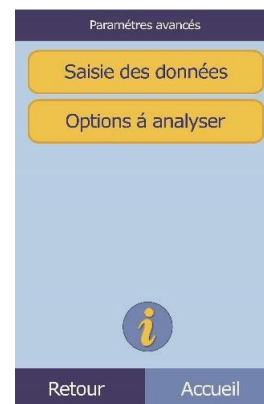 Paramétres avancés
Saisie des données
Options á analyser
i
Retour
Accueil